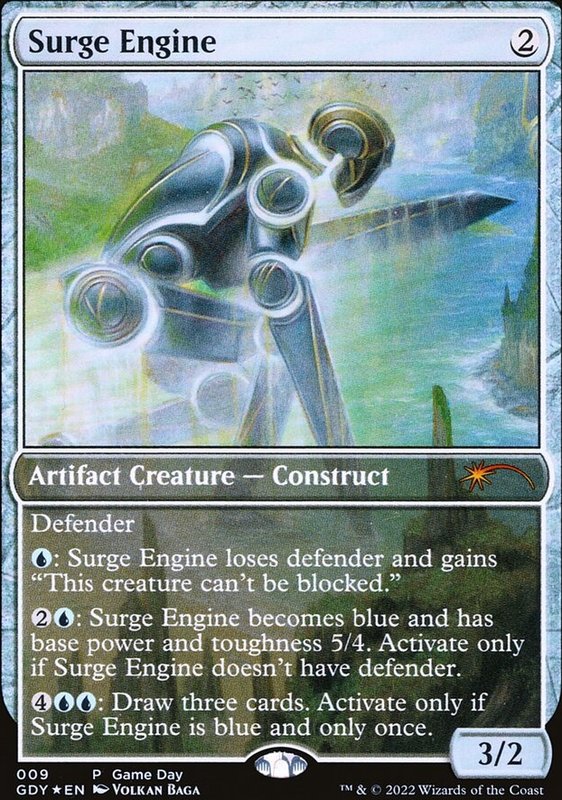 Surge Engine 2
Artifact Creature — Construct
Defender
: Surge Engine loses defender and gains
“This creature can't be blocked.”
2: Surge Engine becomes blue and has
base power and toughness 5/4. Activate only
if Surge Engine doesn't have defender.
4: Draw three cards. Activate only if
Surge Engine is blue and only once.
3/2
009 P Game Day
GDY★EN VOLKAN BAGA
™ & © 2022 Wizards of the Coast